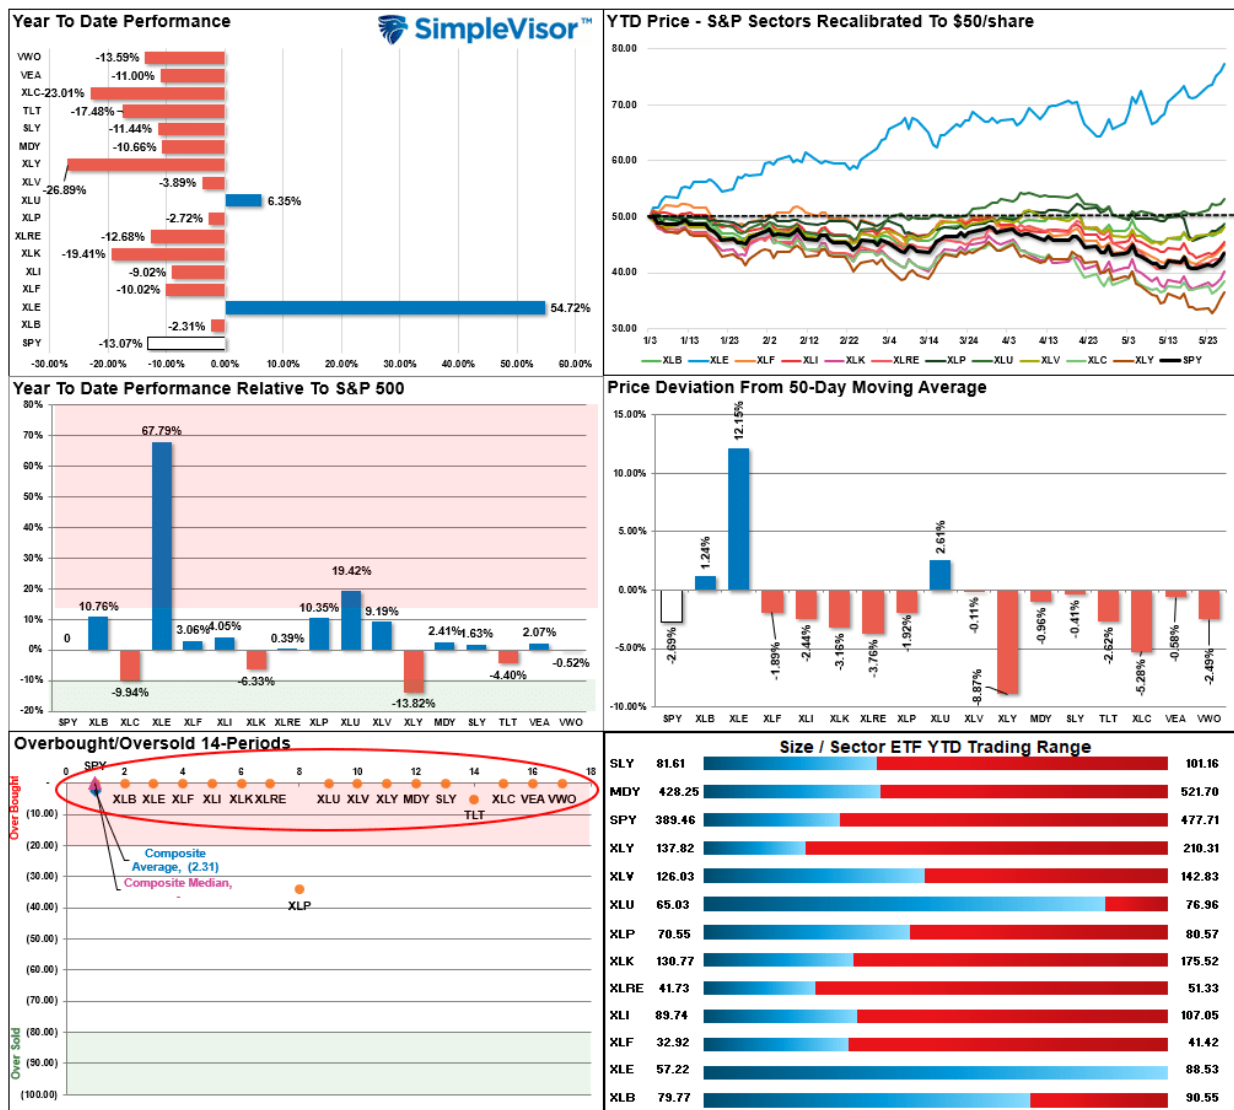 Year To Date Performance
SimpleVisor™
VWO -13.59%
VEA -11.00%
XLC -23.01%
TLT -17.48%
SLY -11.44%
MDY -10.66%
XLY
-26.89%
XLV -3.89%
XLU 6.35%
XLP -2.72%
XLRE -12.68%
XLK -19.41%
XLI -9.02%
XLF -10.02%
XLE 54.72%
XLB -2.31%
SPY -13.07%
-30.00% -20.00% -10.00% 0.00% 10.00% 20.00% 30.00% 40.00% 50.00% 60.00%
YTD Price - S&P Sectors Recalibrated To $50/share
80.00
70.00
60.00
50.00
40.00
30.00
1/3 1/13 1/23 2/2 2/12 2/22 3/4 3/14 3/24 4/3 4/13 4/23 5/3 5/13 5/23
XLB XLE XLF XLI XLK XLRE XLP XLU XLV XLC XLY SPY
Year To Date Performance Relative To S&P 500
80%
70%
60%
50%
40%
30%
20%
10%
0%
-10%
-20%
0 10.76% -9.94% 67.79% 3.06% 4.05% -6.33% 0.39% 10.35% 19.42% 9.19% -13.82% 2.41% 1.63% -4.40% 2.07% -0.52%
SPY XLB XLC XLE XLF XLI XLK XLRE XLP XLU XLV XLY MDY SLY TLT VEA VWO
Price Deviation From 50-Day Moving Average
15.00%
10.00%
5.00%
0.00%
-5.00%
-10.00%
-2.69% 1.24% 12.15% -1.89% -2.44% -3.16% -3.76% -1.92% 2.61% -0.11% -8.87% -0.96% -0.41% -2.62% -5.28% -0.58% -2.49%
SPY XLB XLE XLF XLI XLK XLRE XLP XLU XLV XLY MDY SLY TLT XLC VEA VWO
Overbought/Oversold 14-Periods
SPY
0 2 4 6 8 10 12 14 16 18
XLB XLE XLF XLI XLK XLRE XLU XLV XLY MDY SLY TLT XLC VEA VWO
Over Bought
-
(10.00)
(20.00)
(30.00)
(40.00)
(50.00)
(60.00)
(70.00)
(80.00)
(90.00)
(100.00)
Over Sold
Composite
Average, (2.31)
Composite Median,
-
XLP
Size / Sector ETF YTD Trading Range
SLY 81.61 101.16
MDY 428.25 521.70
SPY 389.46 477.71
XLY 137.82 210.31
XLV 126.03 142.83
XLU 65.03 76.96
XLP 70.55 80.57
XLK 130.77 175.52
XLRE 41.73 51.33
XLI 89.74 107.05
XLF 32.92 41.42
XLE 57.22 88.53
XLB 79.77 90.55